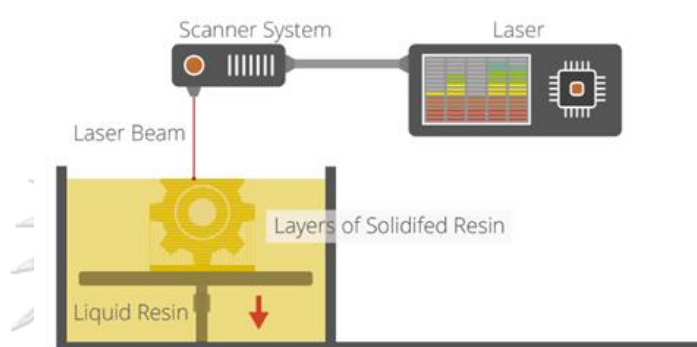 Scanner System
Laser
Laser Beam
Layers of Solidifed Resin
Liquid Resin